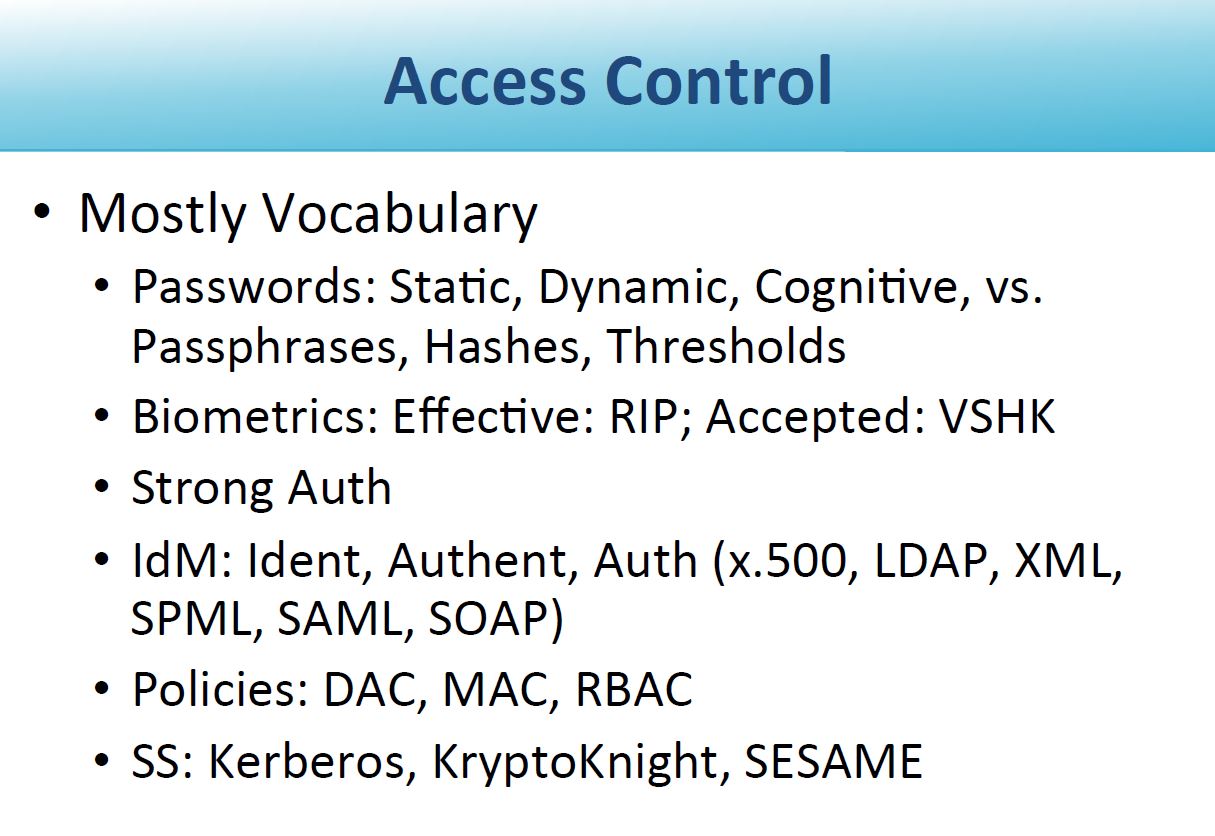 Access Control
• Mostly Vocabulary
• Passwords: Static, Dynamic, Cognitive, vs.
Passphrases, Hashes, Thresholds
• Biometrics: Effective: RIP; Accepted: VSHK
• Strong Auth
• IdM: Ident, Authent, Auth (x.500, LDAP, XML,
SPML, SAML, SOAP)
• Policies: DAC, MAC, RBAC
• SS: Kerberos, KryptoKnight, SESAME